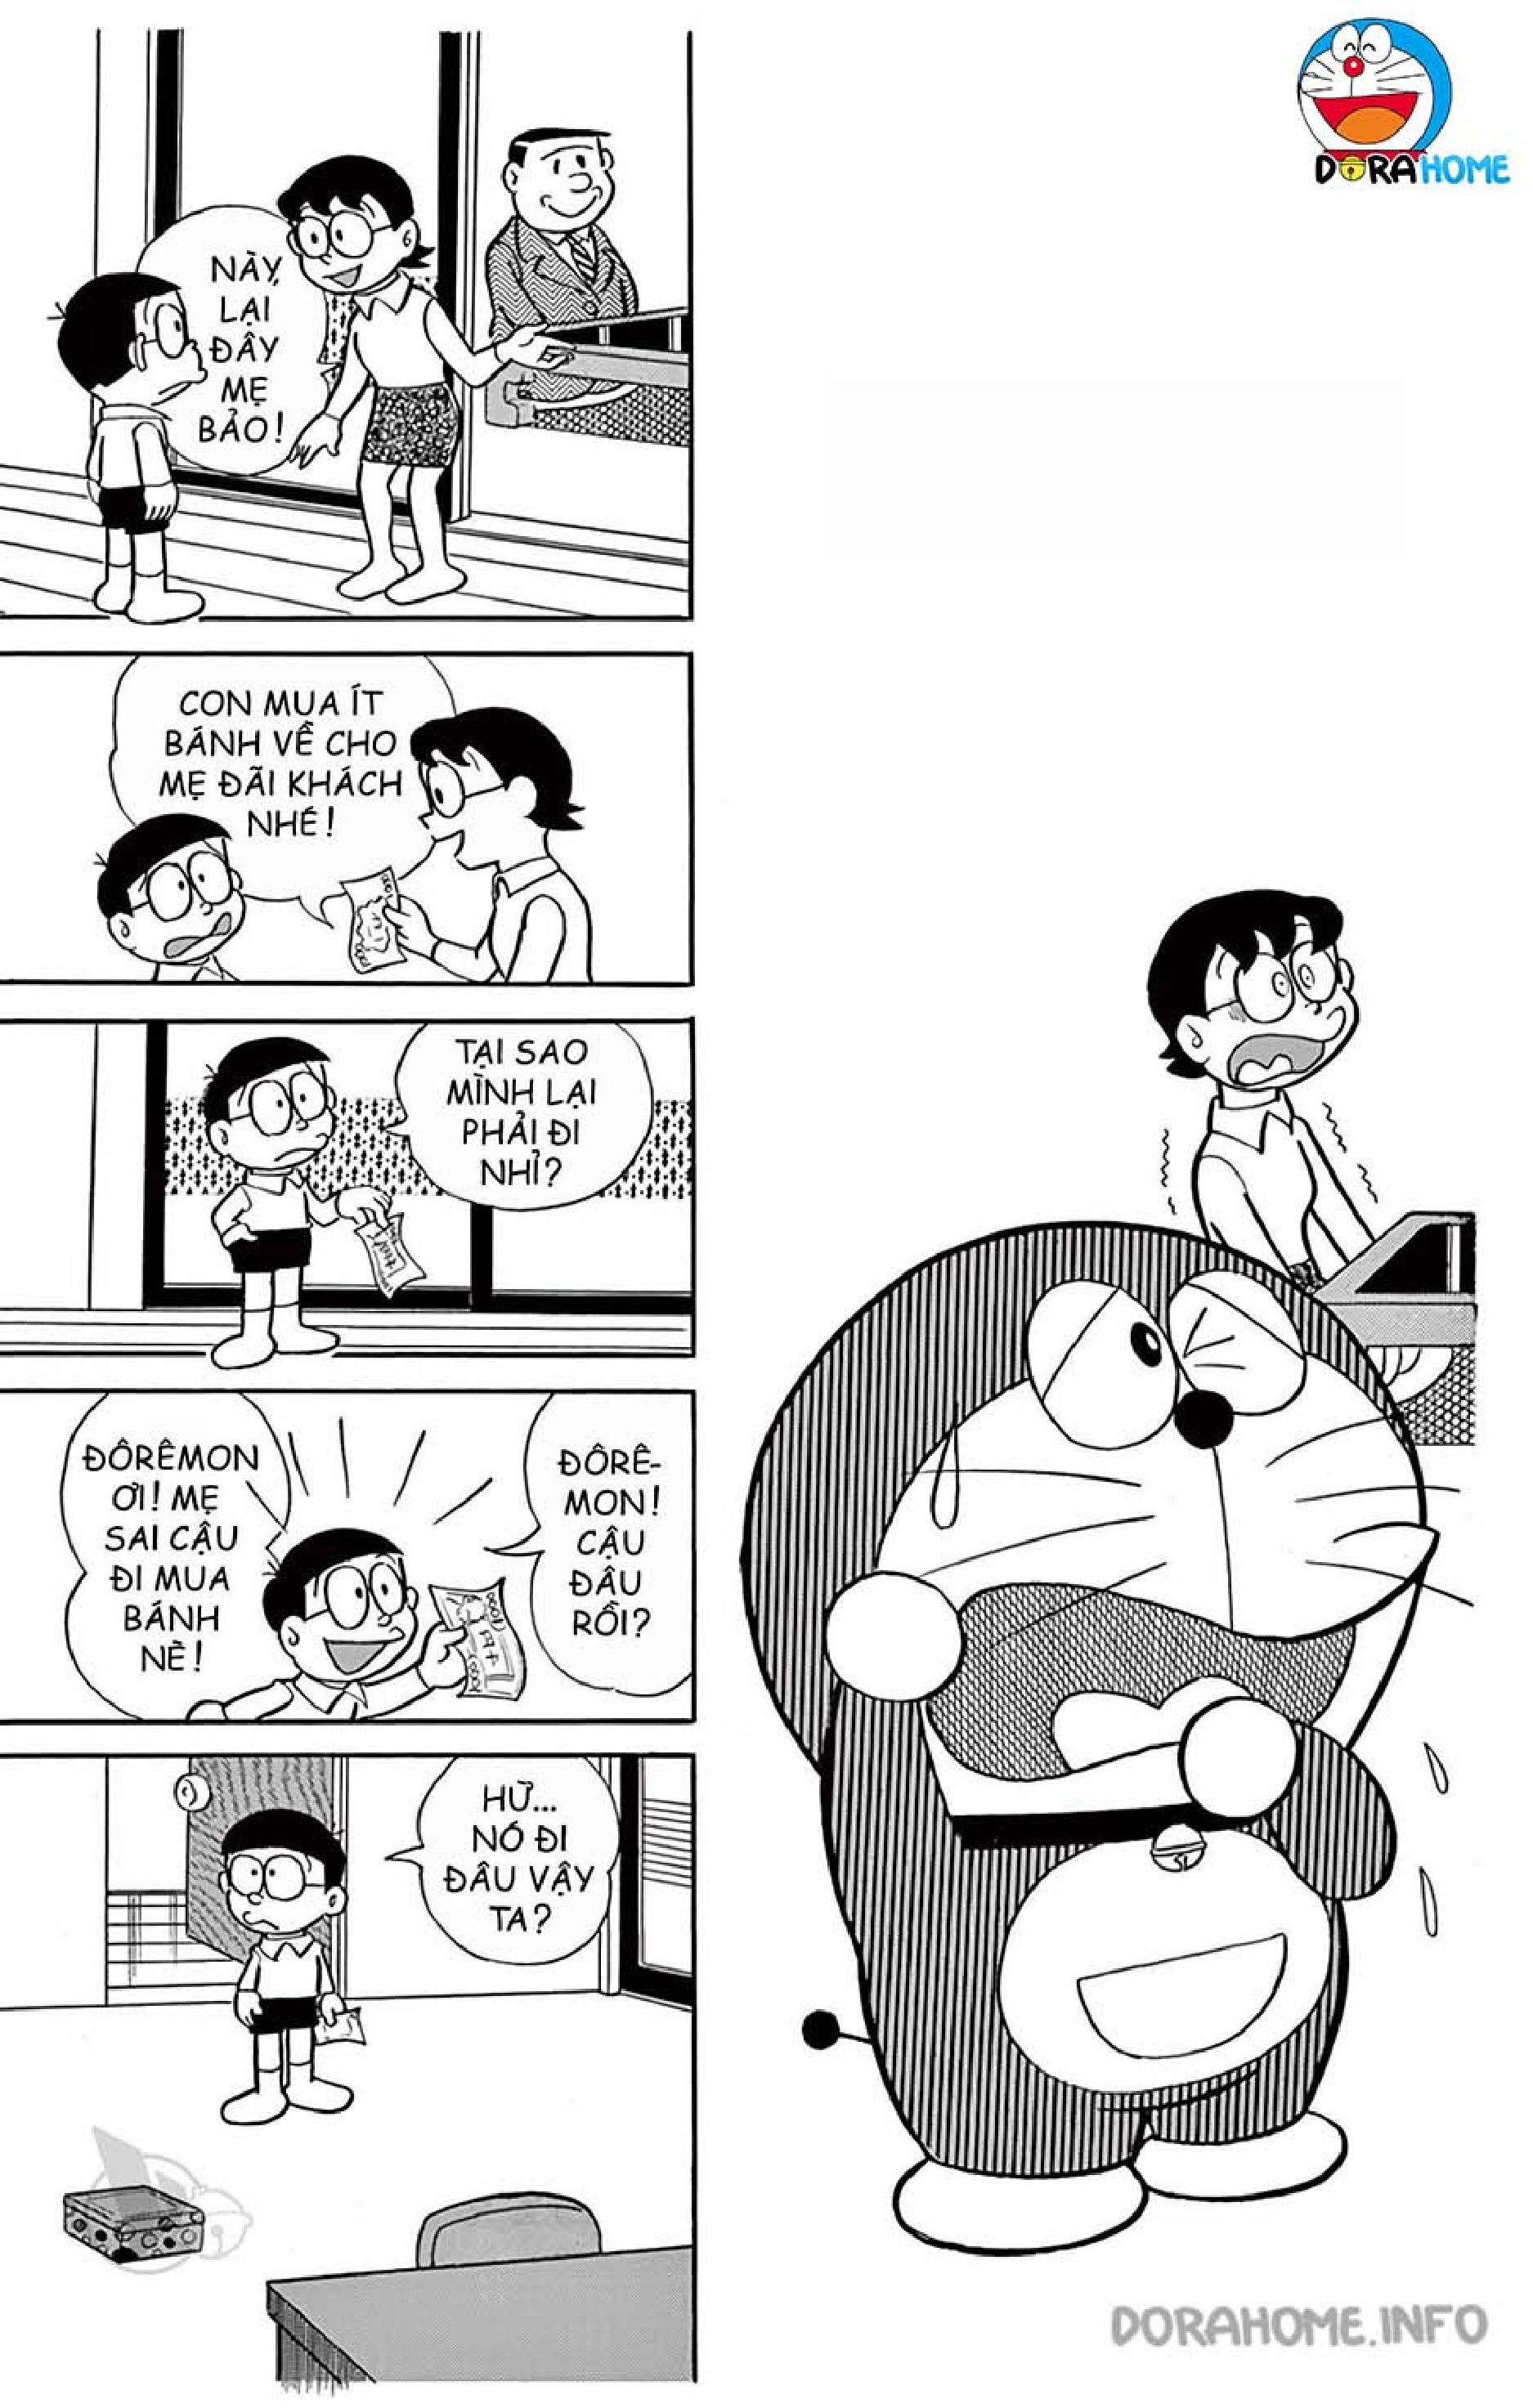 DORAHOME
NÀY,
LẠI
ĐÂY
MẸ
BẢO!
CON MUA ÍT
BÁNH VỀ CHO
MẸ ĐÃI KHÁCH
NHÉ!
TẠI SAO
MÌNH LẠI
PHẢI ĐI
NHỈ?
ĐÔRÊMON
ƠI! MẸ
SAI CẬU
ĐI MUA
BÁNH
NÈ!
ĐÔRÊ-
MON!
CẬU
ĐÂU
RỒI?
HỬ...
NÓ ĐI
ĐÂU VẬY
TA?
DORAHOME.INFO